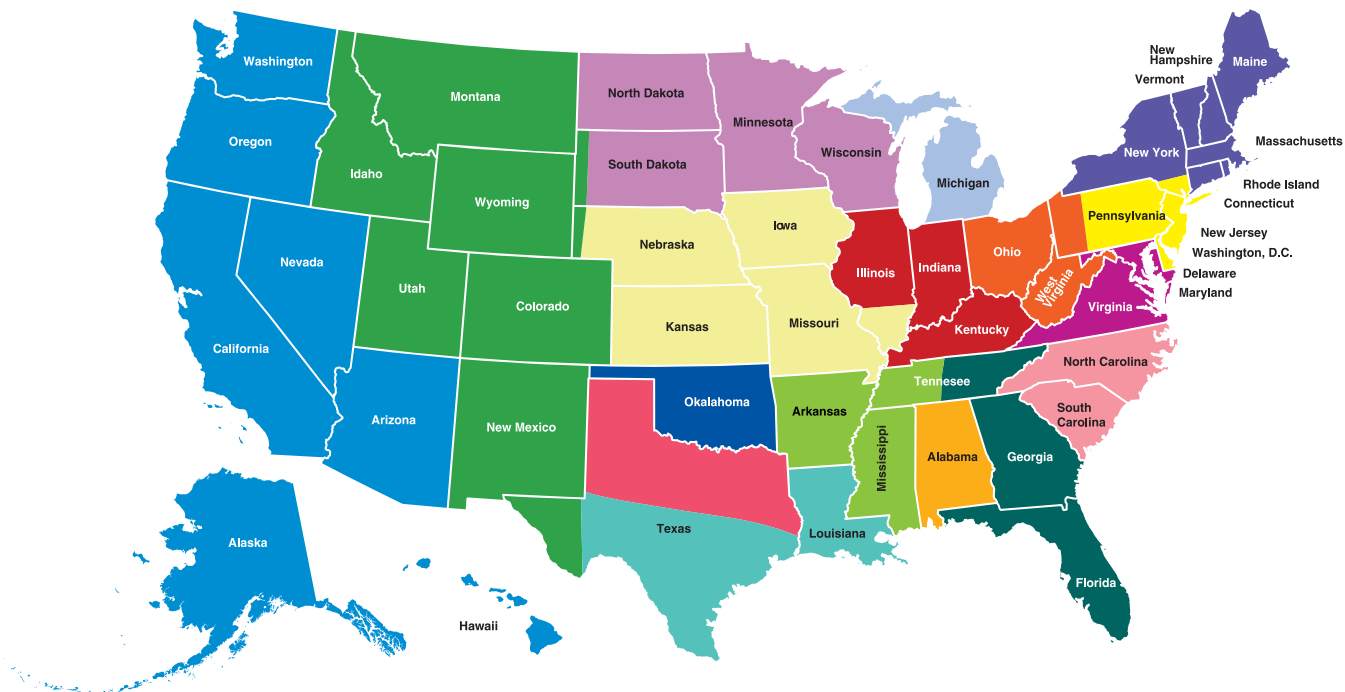 New
Hampshire
Vermont
Maine
Washington
Montana
North Dakota
Minnesota
Oregon
Idaho
South Dakota
Wisconsin
New York
Massachusetts
Michigan
Rhode Island
Connecticut
Wyoming
Pennsylvania
Iowa
New Jersey
Nebraska
Ohio
Washington, D.C.
Nevada
Illinois
Indiana
Delaware
Utah
West
Virginia
Maryland
Colorado
Virginia
Missouri
Kansas
Kentucky
California
North Carolina
Tennesee
Okalahoma
Arkansas
South
Carolina
Arizona
New Mexico
Mississippi
Alabama
Georgia
Texas
Louisiana
Alaska
Florida
Hawaii